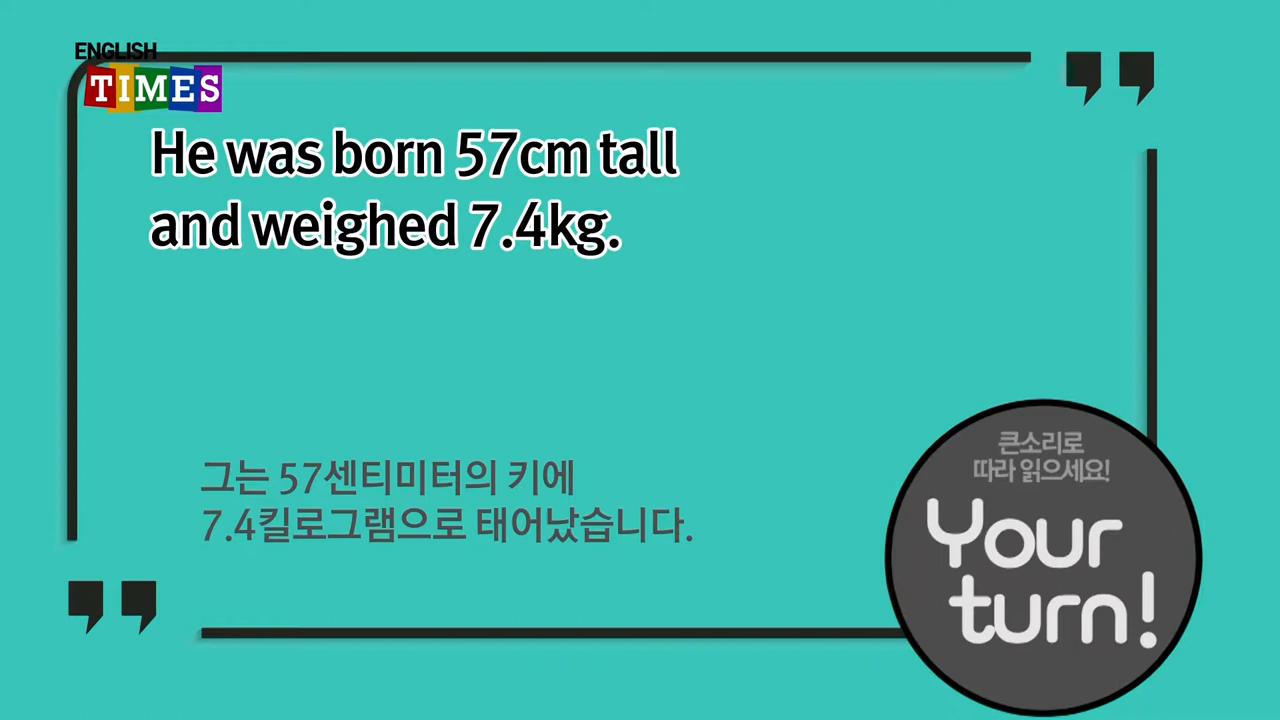 ENGLISH
TIMES
He was born 57cm tall
and weighed 7.4kg.
그는 57센티미터의 키에
7.4킬로그램으로 태어났습니다.
큰소리로
따라 읽으세요!
Your
turn!